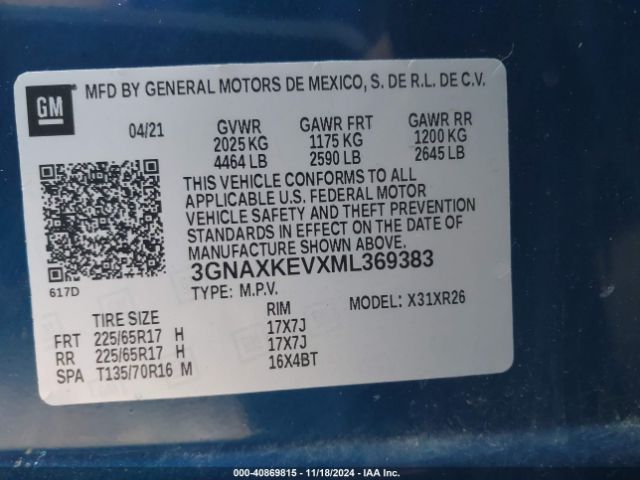 GM
MFD BY GENERAL MOTORS DE MEXICO, S. DE R.L. DE C.V.
04/21 GVWR GAWR FRT GAWR RR
2025 KG 1175 KG 1200 KG
4464 LB 2590 LB 2645 LB
THIS VEHICLE CONFORMS TO ALL
APPLICABLE U.S. FEDERAL MOTOR
VEHICLE SAFETY AND THEFT PREVENTION
STANDARDS IN EFFECT ON THE DATE OF
MANUFACTURE SHOWN ABOVE.
617D
3GNAXKEVXML369383
TYPE: M.P.V. MODEL: X31XR26
TIRE SIZE RIM
FRT 225/65R17 H 17X7J
RR 225/65R17 H 17X7J
SPA T135/70R16 M 16X4BT
DOWN - 40869815 - 11/18/2024 - IAA Inc.